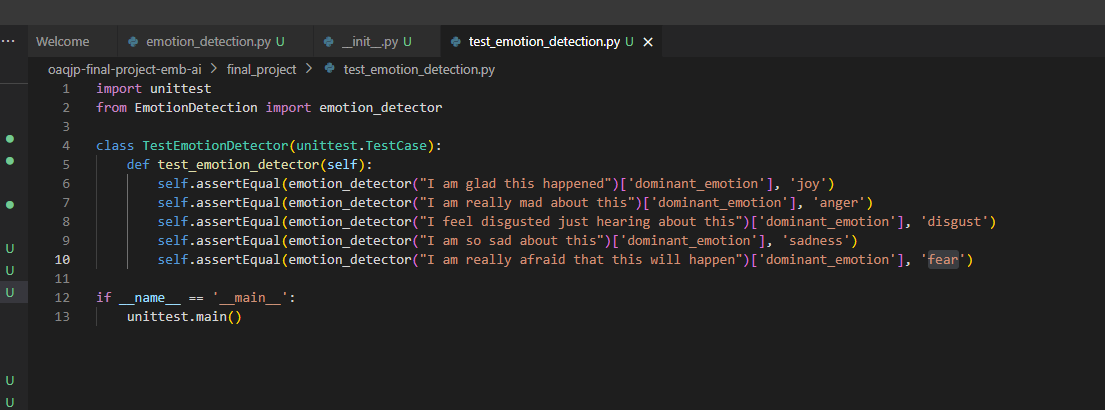 Welcome emotion_detection.py U __init__.py U test_emotion_detection.py U
oaqjp-final-project-emb-ai > final_project > test_emotion_detection.py
1 import unittest
2 from EmotionDetection import emotion_detector
3
4 class TestEmotionDetector(unittest.TestCase):
5     def test_emotion_detector(self):
6         self.assertEqual(emotion_detector("I am glad this happened")['dominant_emotion'], 'joy')
7         self.assertEqual(emotion_detector("I am really mad about this")['dominant_emotion'], 'anger')
8         self.assertEqual(emotion_detector("I feel disgusted just hearing about this")['dominant_emotion'], 'disgust')
9         self.assertEqual(emotion_detector("I am so sad about this")['dominant_emotion'], 'sadness')
10         self.assertEqual(emotion_detector("I am really afraid that this will happen")['dominant_emotion'], 'fear')
11
12 if __name__ == '__main__':
13     unittest.main()
U
U
U
U
U